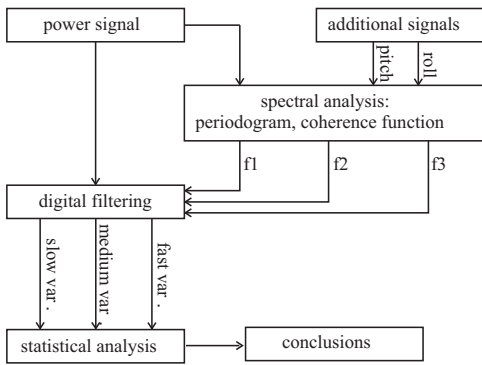 power signal
additional signals
pitch
roll
spectral analysis:
periodogram, coherence function
f1
f2
f3
digital filtering
slow var .
medium var .
fast var .
statistical analysis
conclusions